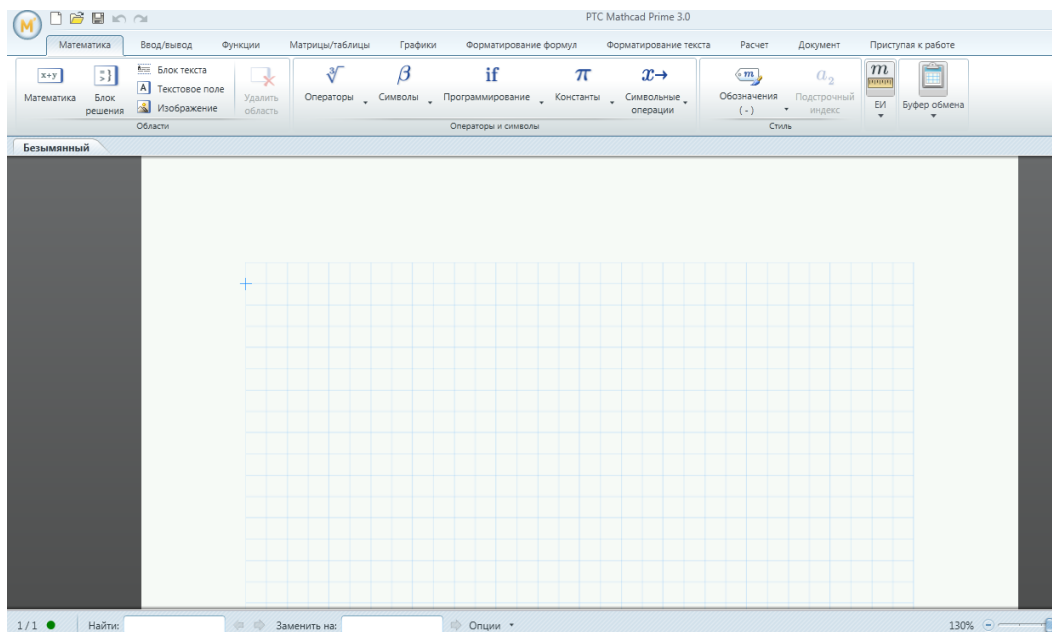 PTC Mathcad Prime 3.0
Математика Ввод/вывод Функции Матрицы/таблицы Графики Форматирование формул Форматирование текста Расчет Документ Приступая к работе
x+y
Математика
Блок решения
Блок текста
Текстовое поле
Изображение
Удалить область
Области
Операторы
β
Символы
if
Программирование
π
Константы
x→
Символьные операции
Операторы и символы
m
Обозначения
( - )
a₂
Подстрочный индекс
Стиль
m
ЕИ
Буфер обмена
Безымянный
1 / 1 Найти: Заменить на: Опции 130%